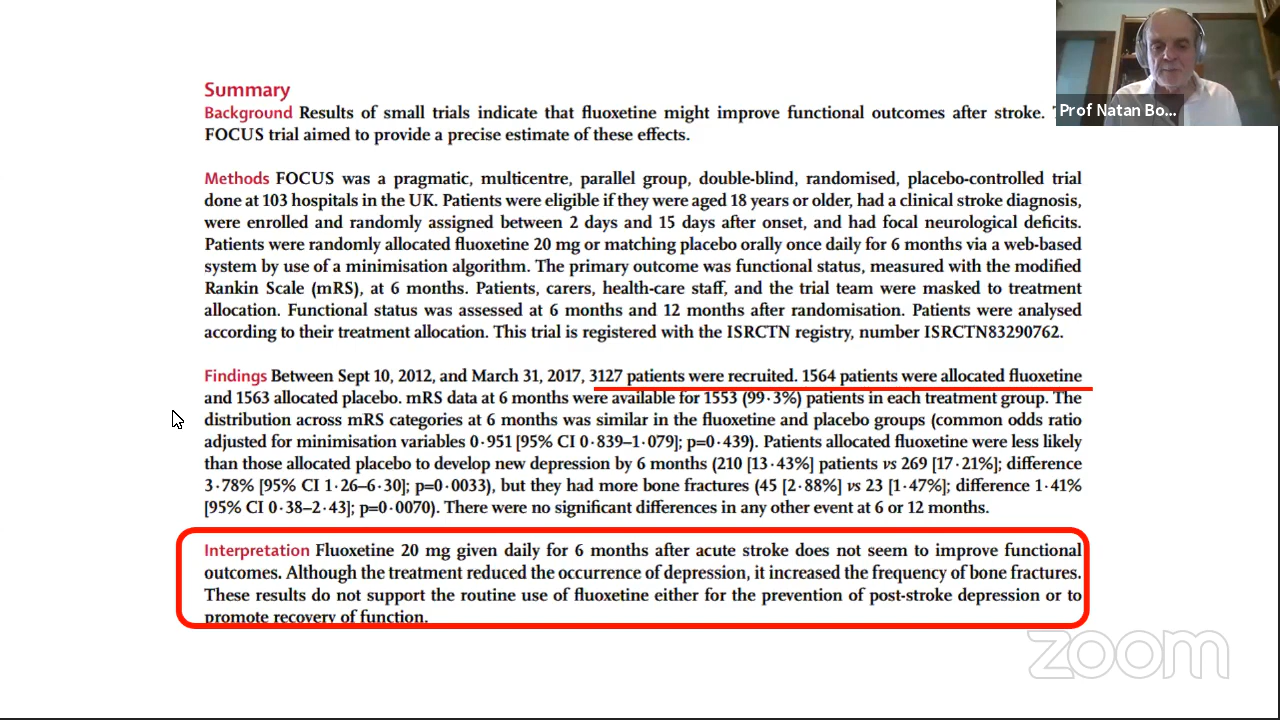 Summary
Background Results of small trials indicate that fluoxetine might improve functional outcomes after stroke.
FOCUS trial aimed to provide a precise estimate of these effects.
Methods FOCUS was a pragmatic, multicentre, parallel group, double-blind, randomised, placebo-controlled trial
done at 103 hospitals in the UK. Patients were eligible if they were aged 18 years or older, had a clinical stroke diagnosis,
were enrolled and randomly assigned between 2 days and 15 days after onset, and had focal neurological deficits.
Patients were randomly allocated fluoxetine 20 mg or matching placebo orally once daily for 6 months via a web-based
system by use of a minimisation algorithm. The primary outcome was functional status, measured with the modified
Rankin Scale (mRS), at 6 months. Patients, carers, health-care staff, and the trial team were masked to treatment
allocation. Functional status was assessed at 6 months and 12 months after randomisation. Patients were analysed
according to their treatment allocation. This trial is registered with the ISRCTN registry, number ISRCTN83290762.
Findings Between Sept 10, 2012, and March 31, 2017, 3127 patients were recruited. 1564 patients were allocated fluoxetine
and 1563 allocated placebo. mRS data at 6 months were available for 1553 (99·3%) patients in each treatment group. The
distribution across mRS categories at 6 months was similar in the fluoxetine and placebo groups (common odds ratio
adjusted for minimisation variables 0·951 [95% CI 0·839–1·079]; p=0·439). Patients allocated fluoxetine were less likely
than those allocated placebo to develop new depression by 6 months (210 [13·43%] patients vs 269 [17·21%]; difference
3·78% [95% CI 1·26–6·30]; p=0·0033), but they had more bone fractures (45 [2·88%] vs 23 [1·47%]; difference 1·41%
[95% CI 0·38–2·43]; p=0·0070). There were no significant differences in any other event at 6 or 12 months.
Interpretation Fluoxetine 20 mg given daily for 6 months after acute stroke does not seem to improve functional
outcomes. Although the treatment reduced the occurrence of depression, it increased the frequency of bone fractures.
These results do not support the routine use of fluoxetine either for the prevention of post-stroke depression or to
promote recovery of function.
Prof Natan Bo...
zoom